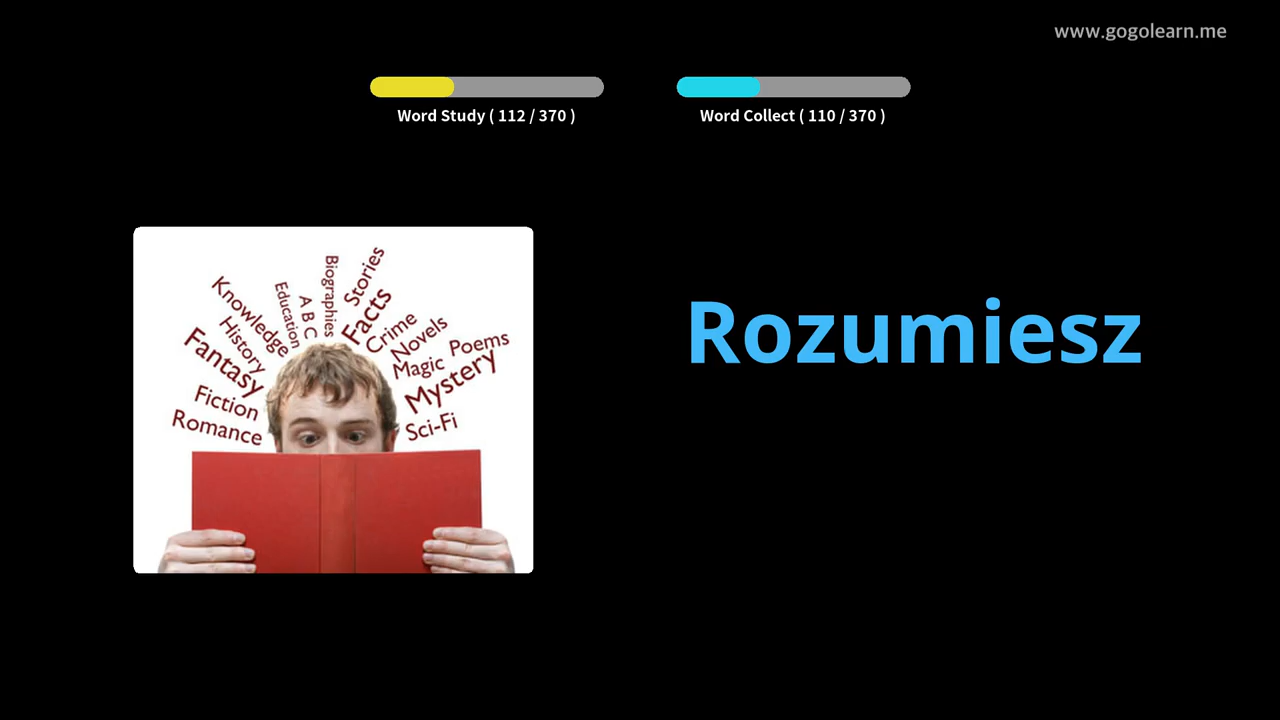 www.gogolearn.me
Word Study ( 112 / 370 )
Word Collect ( 110 / 370 )
Rozumiesz
Biographies
Stories
Education
A B C
Facts
Knowledge
Crime
History
Novels
Fantasy
Magic
Poems
Mystery
Fiction
Romance
Sci-Fi